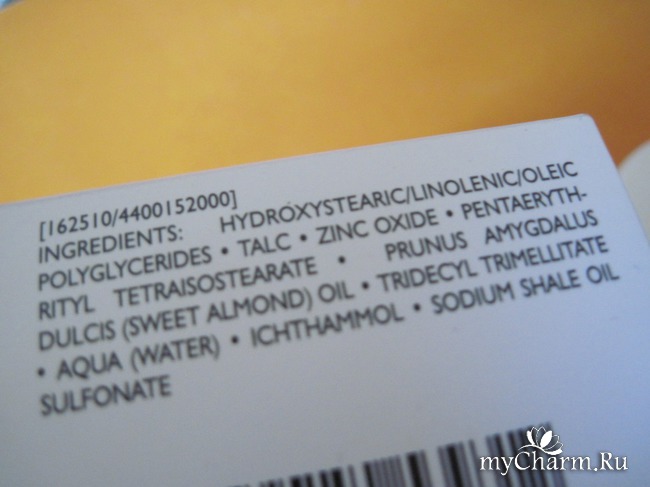 [162510/4400152000]
INGREDIENTS: HYDROXYSTEARIC/LINOLENIC/OLEIC
POLYGLYCERIDES • TALC • ZINC OXIDE • PENTAERYTH-
RITYL TETRAISOSTEARATE • PRUNUS AMYGDALUS
DULCIS (SWEET ALMOND) OIL • TRIDECYL TRIMELLITATE
• AQUA (WATER) • ICHTHAMMOL • SODIUM SHALE OIL
SULFONATE
myCharm.Ru